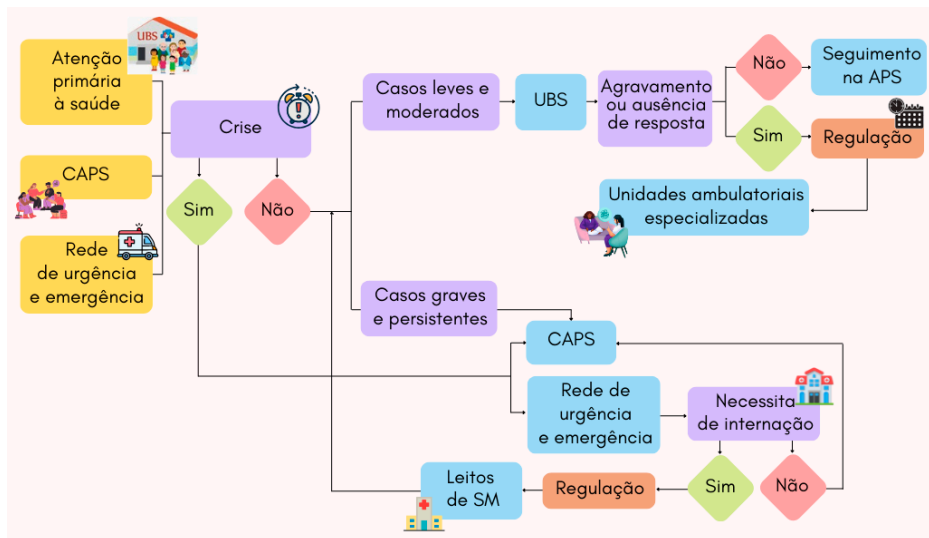 UBS
Atenção
primária
à saúde
CAPS
Rede
de urgência
e emergência
Crise
Sim
Não
Casos leves e
moderados
UBS
Agravamento
ou ausência
de resposta
Não
Seguimento
na APS
Sim
Regulação
Unidades ambulatoriais
especializadas
Casos graves
e persistentes
CAPS
Rede de
urgência
e emergência
Necessita
de internação
Sim
Não
Regulação
Leitos
de SM